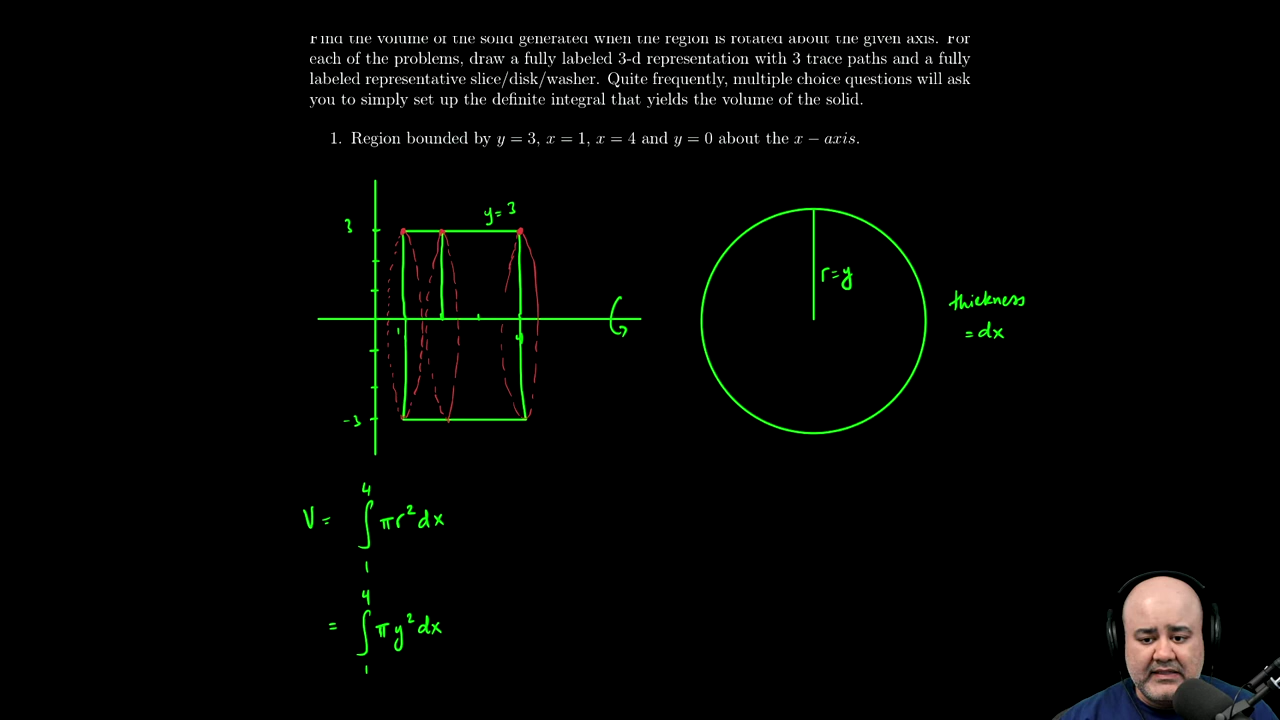 Find the volume of the solid generated when the region is rotated about the given axis. For
each of the problems, draw a fully labeled 3-d representation with 3 trace paths and a fully
labeled representative slice/disk/washer. Quite frequently, multiple choice questions will ask
you to simply set up the definite integral that yields the volume of the solid.
1. Region bounded by y = 3, x = 1, x = 4 and y = 0 about the x − axis.
y = 3
3
1
4
-3
r = y
thickness
= dx
V = ∫₁⁴ πr² dx
= ∫₁⁴ πy² dx